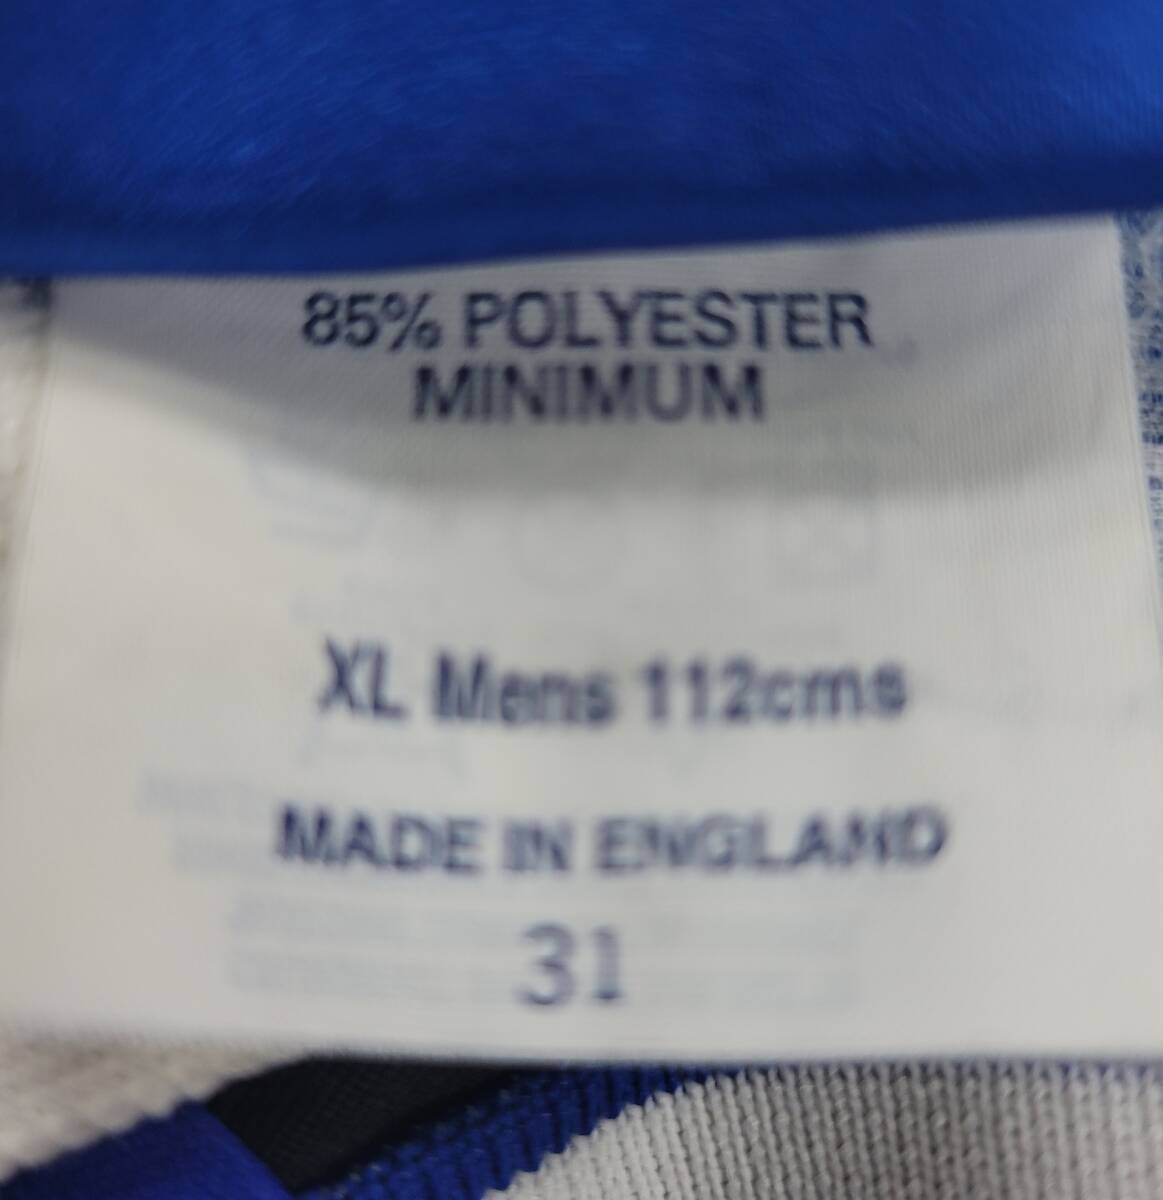 85% POLYESTER
MINIMUM
XL Mens 112cms
MADE IN ENGLAND
31